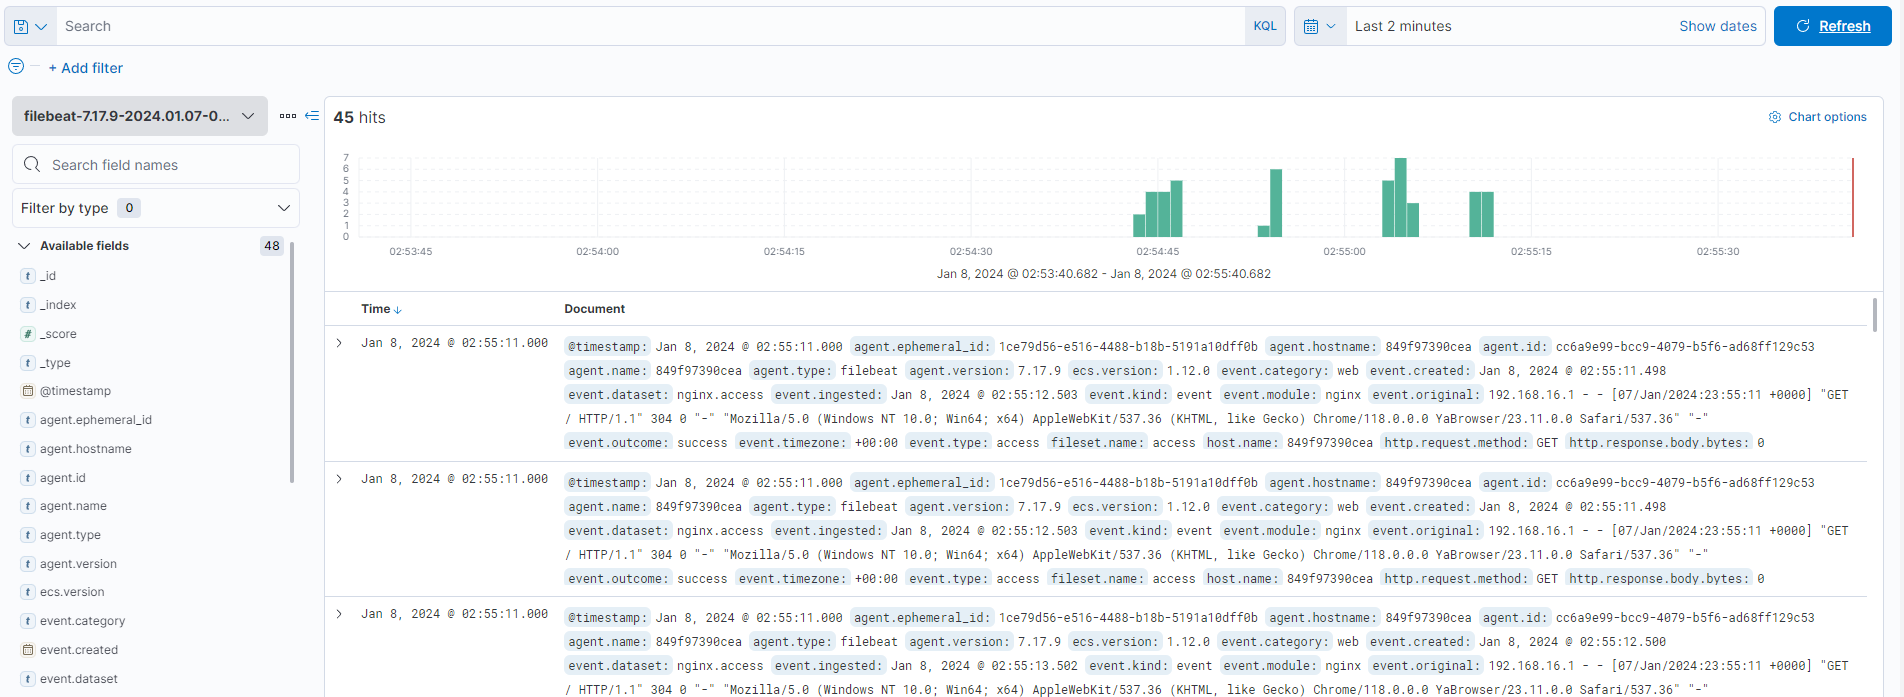 Search KQL Last 2 minutes Show dates Refresh
+ Add filter
filebeat-7.17.9-2024.01.07-0...
Search field names
Filter by type 0
Available fields 48
t _id
t _index
# _score
t _type
@timestamp
t agent.ephemeral_id
t agent.hostname
t agent.id
t agent.name
t agent.type
t agent.version
t ecs.version
t event.category
event.created
t event.dataset
45 hits
Chart options
7
6
5
4
3
2
1
0
02:53:45 02:54:00 02:54:15 02:54:30 02:54:45 02:55:00 02:55:15 02:55:30
Jan 8, 2024 @ 02:53:40.682 - Jan 8, 2024 @ 02:55:40.682
Time Document
Jan 8, 2024 @ 02:55:11.000 @timestamp: Jan 8, 2024 @ 02:55:11.000 agent.ephemeral_id: 1ce79d56-e516-4488-b18b-5191a10dff0b agent.hostname: 849f97390cea agent.id: cc6a9e99-bcc9-4079-b5f6-ad68ff129c53
agent.name: 849f97390cea agent.type: filebeat agent.version: 7.17.9 ecs.version: 1.12.0 event.category: web event.created: Jan 8, 2024 @ 02:55:11.498
event.dataset: nginx.access event.ingested: Jan 8, 2024 @ 02:55:12.503 event.kind: event event.module: nginx event.original: 192.168.16.1 - - [07/Jan/2024:23:55:11 +0000] "GET
/ HTTP/1.1" 304 0 "-" "Mozilla/5.0 (Windows NT 10.0; Win64; x64) AppleWebKit/537.36 (KHTML, like Gecko) Chrome/118.0.0.0 YaBrowser/23.11.0.0 Safari/537.36" "-"
event.outcome: success event.timezone: +00:00 event.type: access fileset.name: access host.name: 849f97390cea http.request.method: GET http.response.body.bytes: 0
Jan 8, 2024 @ 02:55:11.000 @timestamp: Jan 8, 2024 @ 02:55:11.000 agent.ephemeral_id: 1ce79d56-e516-4488-b18b-5191a10dff0b agent.hostname: 849f97390cea agent.id: cc6a9e99-bcc9-4079-b5f6-ad68ff129c53
agent.name: 849f97390cea agent.type: filebeat agent.version: 7.17.9 ecs.version: 1.12.0 event.category: web event.created: Jan 8, 2024 @ 02:55:11.498
event.dataset: nginx.access event.ingested: Jan 8, 2024 @ 02:55:12.503 event.kind: event event.module: nginx event.original: 192.168.16.1 - - [07/Jan/2024:23:55:11 +0000] "GET
/ HTTP/1.1" 304 0 "-" "Mozilla/5.0 (Windows NT 10.0; Win64; x64) AppleWebKit/537.36 (KHTML, like Gecko) Chrome/118.0.0.0 YaBrowser/23.11.0.0 Safari/537.36" "-"
event.outcome: success event.timezone: +00:00 event.type: access fileset.name: access host.name: 849f97390cea http.request.method: GET http.response.body.bytes: 0
Jan 8, 2024 @ 02:55:11.000 @timestamp: Jan 8, 2024 @ 02:55:11.000 agent.ephemeral_id: 1ce79d56-e516-4488-b18b-5191a10dff0b agent.hostname: 849f97390cea agent.id: cc6a9e99-bcc9-4079-b5f6-ad68ff129c53
agent.name: 849f97390cea agent.type: filebeat agent.version: 7.17.9 ecs.version: 1.12.0 event.category: web event.created: Jan 8, 2024 @ 02:55:12.500
event.dataset: nginx.access event.ingested: Jan 8, 2024 @ 02:55:13.502 event.kind: event event.module: nginx event.original: 192.168.16.1 - - [07/Jan/2024:23:55:11 +0000] "GET
/ HTTP/1.1" 304 0 "-" "Mozilla/5.0 (Windows NT 10.0; Win64; x64) AppleWebKit/537.36 (KHTML, like Gecko) Chrome/118.0.0.0 YaBrowser/23.11.0.0 Safari/537.36" "-"